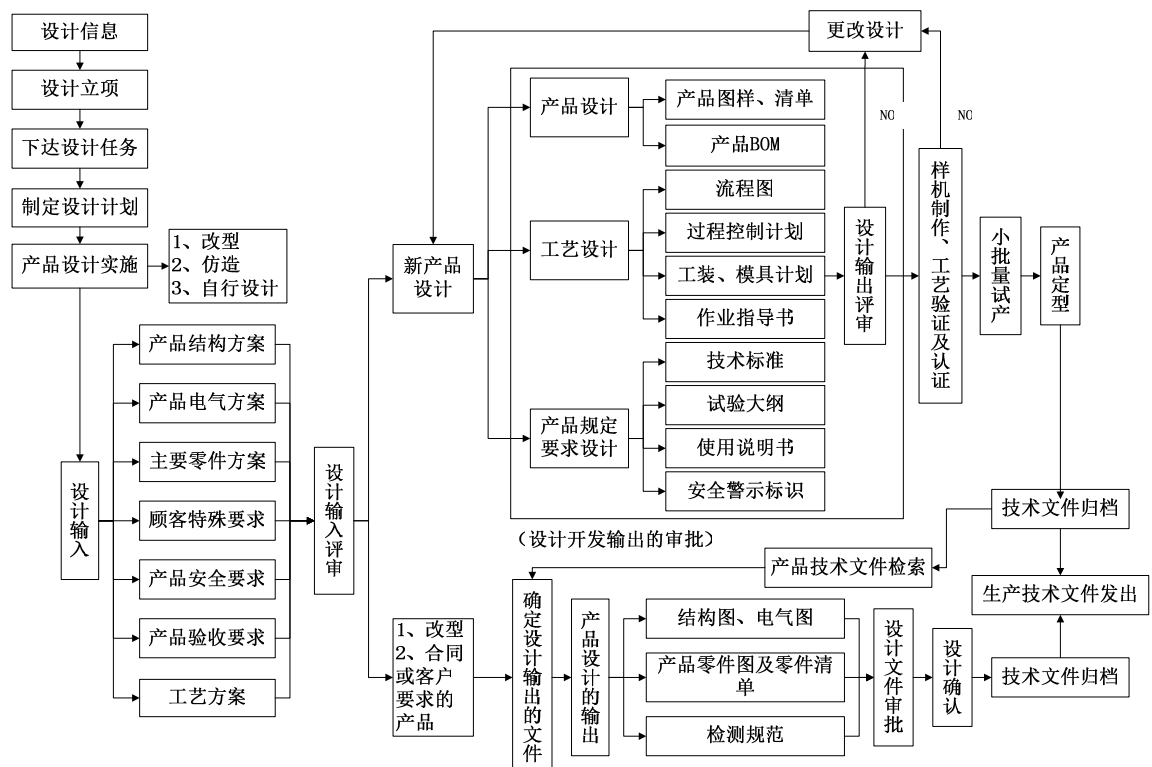 设计信息
设计立项
下达设计任务
制定设计计划
产品设计实施
1、改型
2、仿造
3、自行设计
设计输入
产品结构方案
产品电气方案
主要零件方案
顾客特殊要求
产品安全要求
产品验收要求
工艺方案
设计输入评审
更改设计
新产品
设计
产品设计
产品图样、清单
产品BOM
工艺设计
流程图
过程控制计划
工装、模具计划
作业指导书
产品规定
要求设计
技术标准
试验大纲
使用说明书
安全警示标识
设计输出评审
NO
NO
样机制作、工艺验证及认证
小批量试产
产品定型
（设计开发输出的审批）
技术文件归档
产品技术文件检索
生产技术文件发出
1、改型
2、合同
或客户
要求的
产品
确定设计输出的文件
产品设计的输出
结构图、电气图
产品零件图及零件清
单
检测规范
设计文件审批
设计确认
技术文件归档